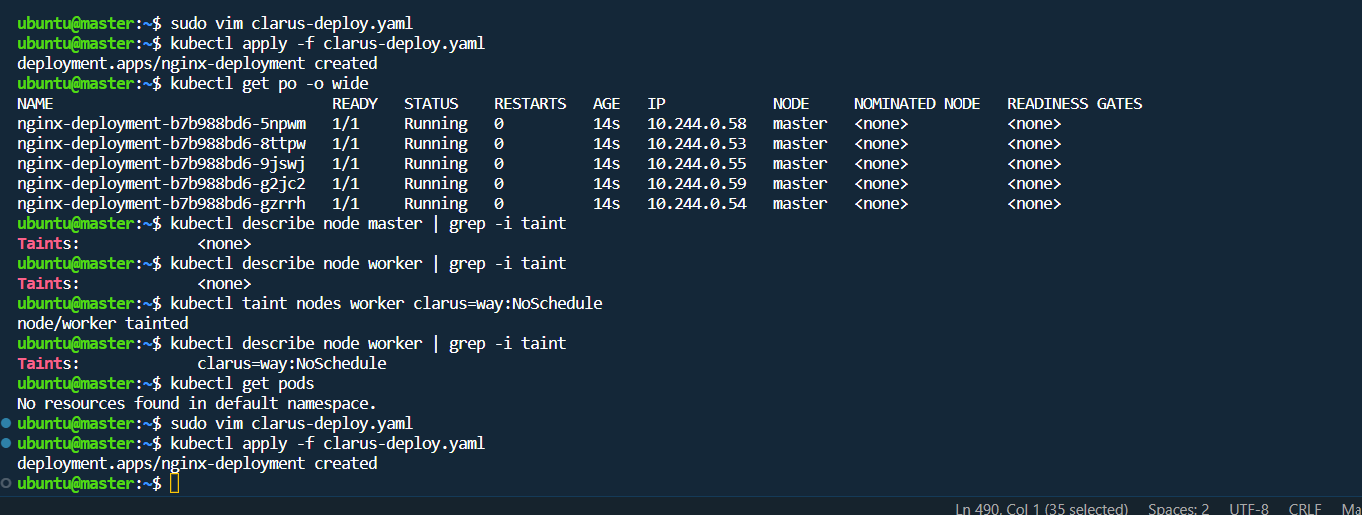 ubuntu@master:~$ sudo vim clarus-deploy.yaml
ubuntu@master:~$ kubectl apply -f clarus-deploy.yaml
deployment.apps/nginx-deployment created
ubuntu@master:~$ kubectl get po -o wide
NAME READY STATUS RESTARTS AGE IP NODE NOMINATED NODE READINESS GATES
nginx-deployment-b7b988bd6-5npwm 1/1 Running 0 14s 10.244.0.58 master <none> <none>
nginx-deployment-b7b988bd6-8ttpw 1/1 Running 0 14s 10.244.0.53 master <none> <none>
nginx-deployment-b7b988bd6-9jswj 1/1 Running 0 14s 10.244.0.55 master <none> <none>
nginx-deployment-b7b988bd6-g2jc2 1/1 Running 0 14s 10.244.0.59 master <none> <none>
nginx-deployment-b7b988bd6-gzrrh 1/1 Running 0 14s 10.244.0.54 master <none> <none>
ubuntu@master:~$ kubectl describe node master | grep -i taint
Taints: <none>
ubuntu@master:~$ kubectl describe node worker | grep -i taint
Taints: <none>
ubuntu@master:~$ kubectl taint nodes worker clarus=way:NoSchedule
node/worker tainted
ubuntu@master:~$ kubectl describe node worker | grep -i taint
Taints: clarus=way:NoSchedule
ubuntu@master:~$ kubectl get pods
No resources found in default namespace.
ubuntu@master:~$ sudo vim clarus-deploy.yaml
ubuntu@master:~$ kubectl apply -f clarus-deploy.yaml
deployment.apps/nginx-deployment created
ubuntu@master:~$
Ln 490, Col 1 (35 selected) Spaces: 2 UTF-8 CRLF Ma